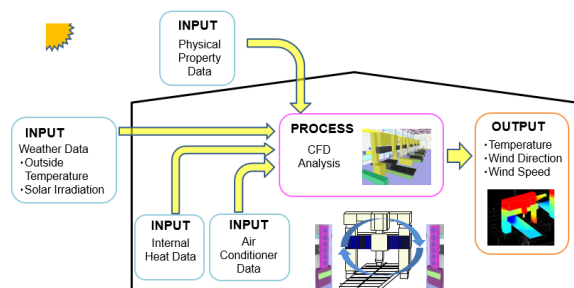 INPUT
Physical
Property
Data
INPUT
Weather Data
・Outside
Temperature
・Solar Irradiation
PROCESS
CFD
Analysis
OUTPUT
・Temperature
・Wind Direction
・Wind Speed
INPUT
Internal
Heat Data
INPUT
Air
Conditioner
Data